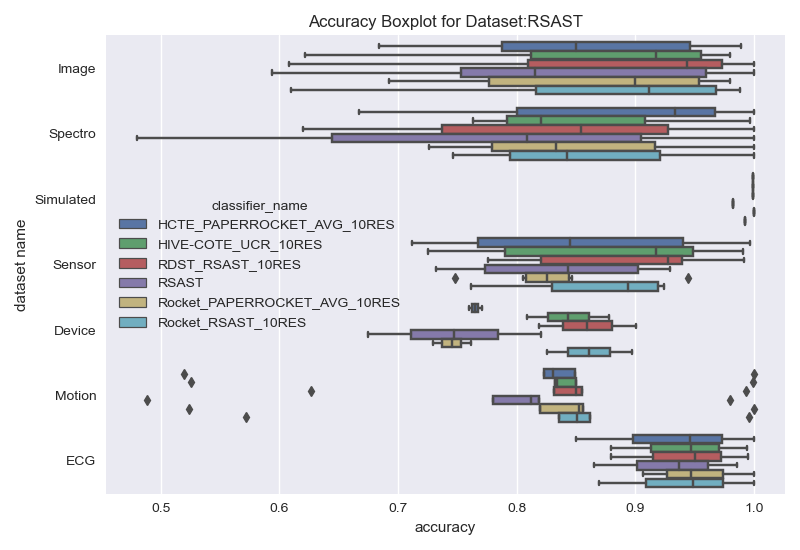 Accuracy Boxplot for Dataset:RSAST
dataset name
Image
Spectro
Simulated
Sensor
Device
Motion
ECG
classifier_name
HCTE_PAPERROCKET_AVG_10RES
HIVE-COTE_UCR_10RES
RDST_RSAST_10RES
RSAST
Rocket_PAPERROCKET_AVG_10RES
Rocket_RSAST_10RES
0.5 0.6 0.7 0.8 0.9 1.0
accuracy